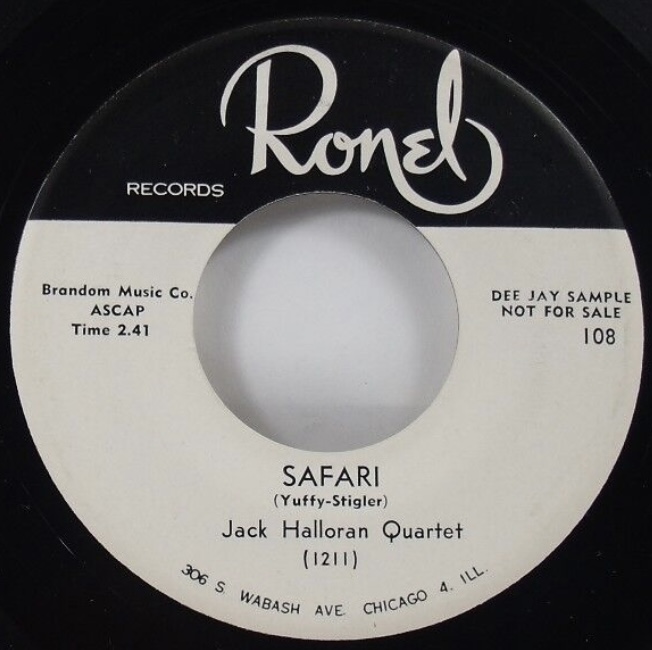 Ronel
RECORDS
Brandom Music Co.
ASCAP
Time 2.41
DEE JAY SAMPLE
NOT FOR SALE
108
SAFARI
(Yuffy-Stigler)
Jack Halloran Quartet
(1211)
306 S. WABASH AVE. CHICAGO 4. ILL.